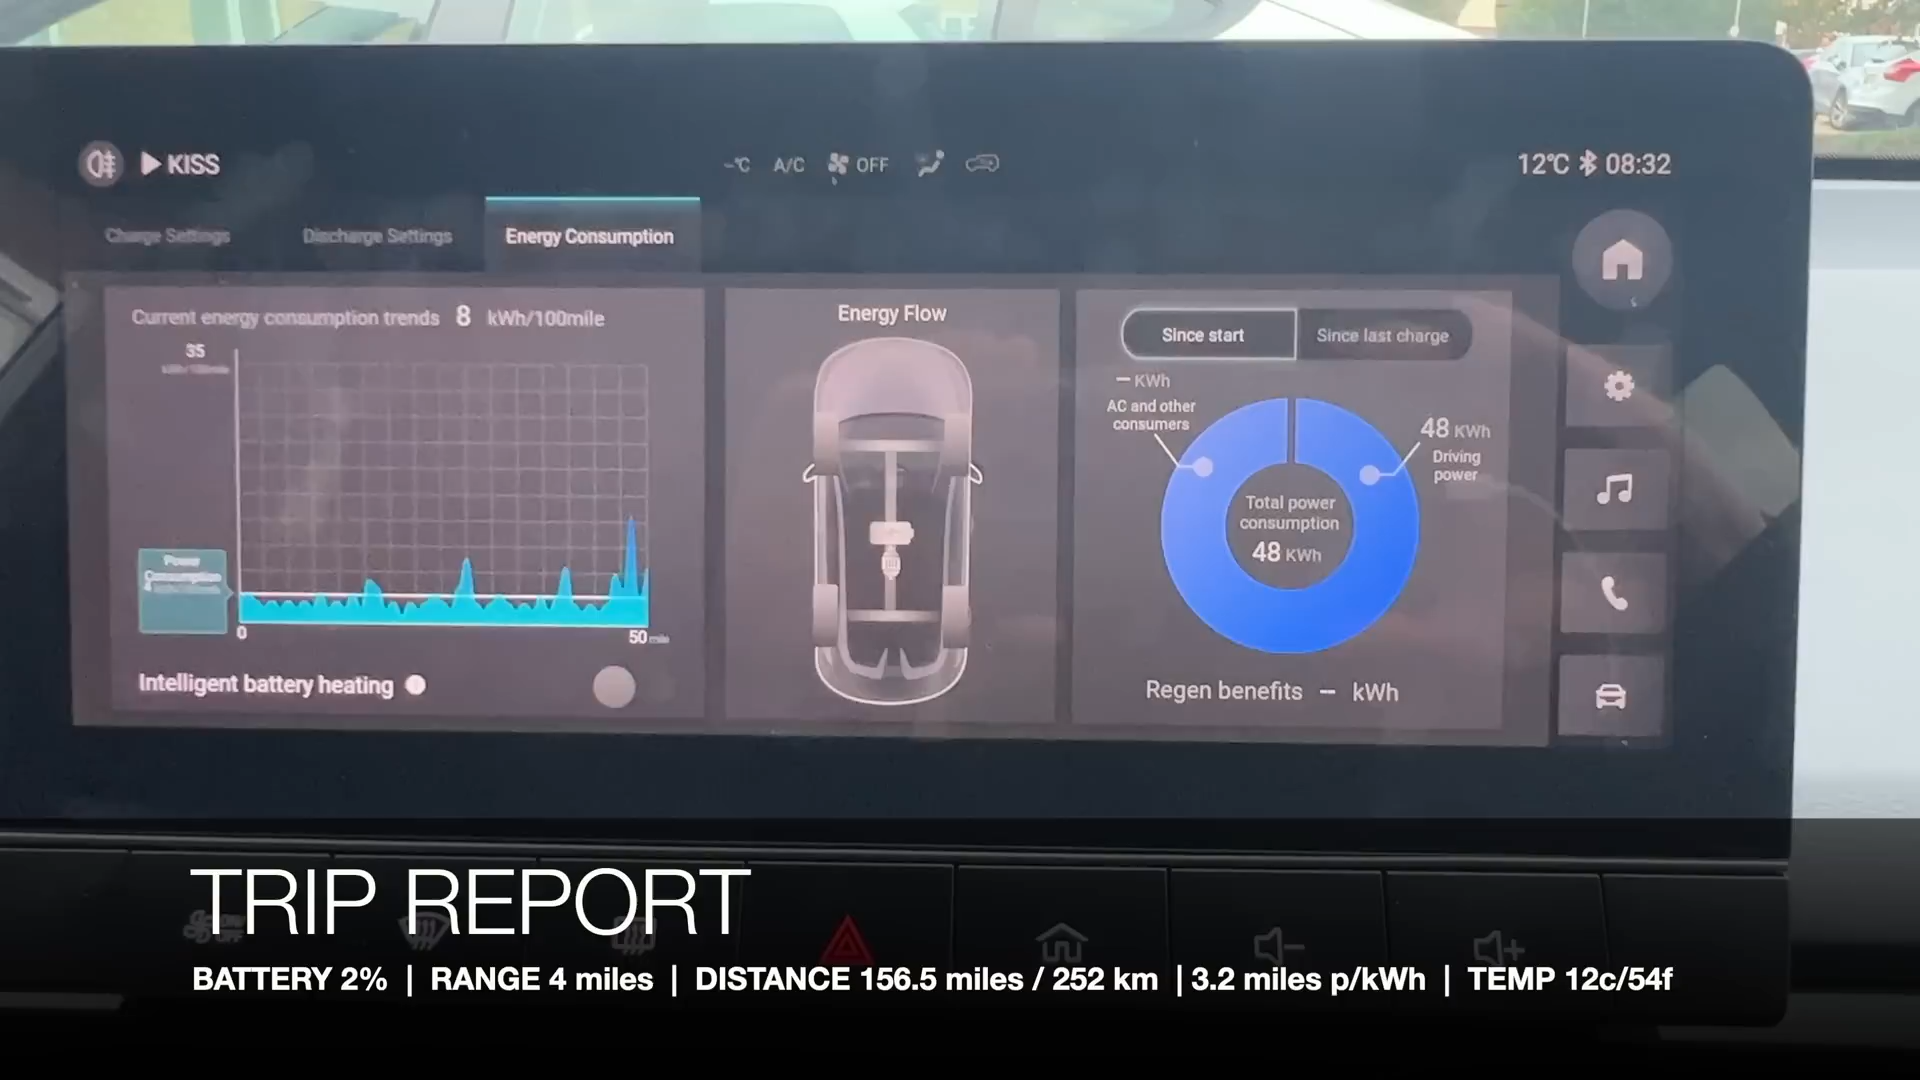 KISS
-°C A/C OFF
12°C 08:32
Charge Settings
Discharge Settings
Energy Consumption
Current energy consumption trends 8 kWh/100mile
35
Power
Consumption
0
50 mile
Intelligent battery heating
Energy Flow
Since start
Since last charge
– KWh
AC and other
consumers
48 KWh
Driving
power
Total power
consumption
48 KWh
Regen benefits – kWh
TRIP REPORT
BATTERY 2% | RANGE 4 miles | DISTANCE 156.5 miles / 252 km | 3.2 miles p/kWh | TEMP 12c/54f